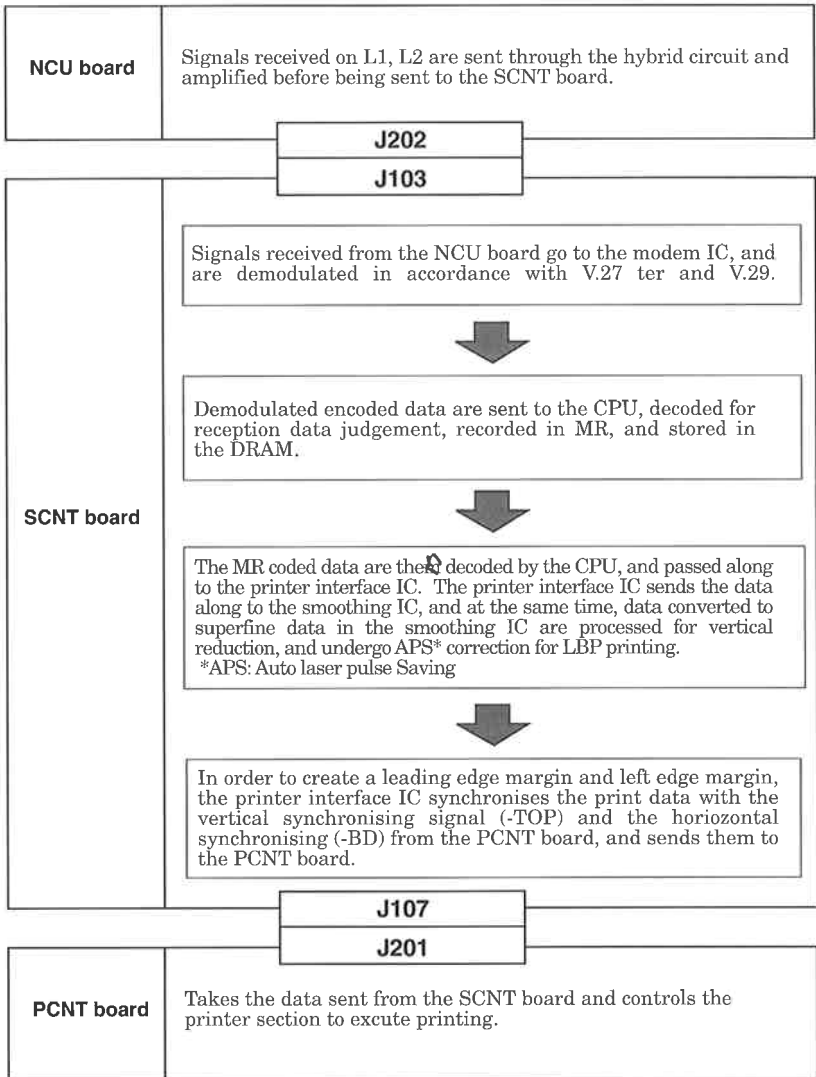 NCU board
Signals received on L1, L2 are sent through the hybrid circuit and
amplified before being sent to the SCNT board.
J202
J103
SCNT board
Signals received from the NCU board go to the modem IC, and
are demodulated in accordance with V.27 ter and V.29.
Demodulated encoded data are sent to the CPU, decoded for
reception data judgement, recorded in MR, and stored in
the DRAM.
The MR coded data are then decoded by the CPU, and passed along
to the printer interface IC. The printer interface IC sends the data
along to the smoothing IC, and at the same time, data converted to
superfine data in the smoothing IC are processed for vertical
reduction, and undergo APS* correction for LBP printing.
*APS: Auto laser pulse Saving
In order to create a leading edge margin and left edge margin,
the printer interface IC synchronises the print data with the
vertical synchronising signal (-TOP) and the horiozontal
synchronising (-BD) from the PCNT board, and sends them to
the PCNT board.
J107
J201
PCNT board
Takes the data sent from the SCNT board and controls the
printer section to excute printing.